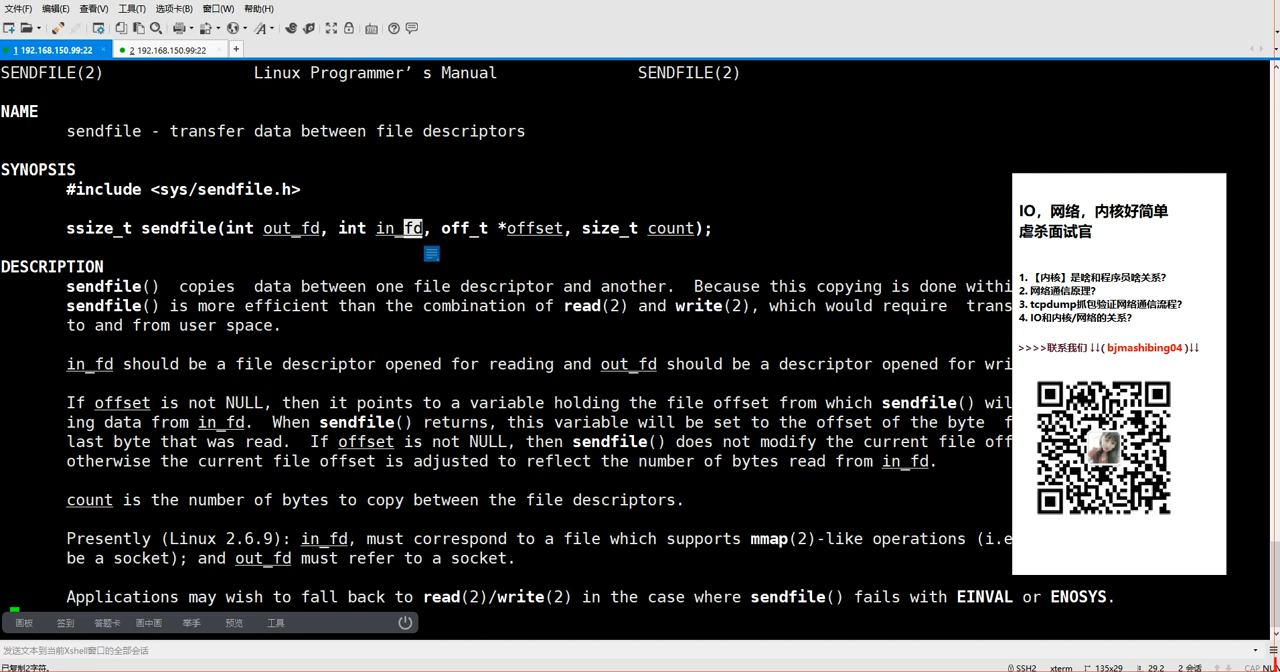 文件(F) 编辑(E) 查看(V) 工具(T) 选项卡(B) 窗口(W) 帮助(H)
1 192.168.150.99:22 × 2 192.168.150.99:22 × +
SENDFILE(2) Linux Programmer’ s Manual SENDFILE(2)
NAME
sendfile - transfer data between file descriptors
SYNOPSIS
#include <sys/sendfile.h>
ssize_t sendfile(int out_fd, int in_fd, off_t *offset, size_t count);
DESCRIPTION
sendfile() copies data between one file descriptor and another. Because this copying is done withi
sendfile() is more efficient than the combination of read(2) and write(2), which would require trans
to and from user space.
in_fd should be a file descriptor opened for reading and out_fd should be a descriptor opened for wri
If offset is not NULL, then it points to a variable holding the file offset from which sendfile() wil
ing data from in_fd. When sendfile() returns, this variable will be set to the offset of the byte f
last byte that was read. If offset is not NULL, then sendfile() does not modify the current file off
otherwise the current file offset is adjusted to reflect the number of bytes read from in_fd.
count is the number of bytes to copy between the file descriptors.
Presently (Linux 2.6.9): in_fd, must correspond to a file which supports mmap(2)-like operations (i.e
be a socket); and out_fd must refer to a socket.
Applications may wish to fall back to read(2)/write(2) in the case where sendfile() fails with EINVAL or ENOSYS.
IO，网络，内核好简单
虐杀面试官
1. 【内核】是啥和程序员啥关系?
2. 网络通信原理?
3. tcpdump抓包验证网络通信流程?
4. IO和内核/网络的关系?
>>>>联系我们 ↓↓( bjmashibing04 )↓↓
画板 签到 答题卡 画中画 举手 预览 工具
发送文本到当前Xshell窗口的全部会话
已复制2字符。 SSH2 xterm 135x29 29.2 2 会话 CAP NUM